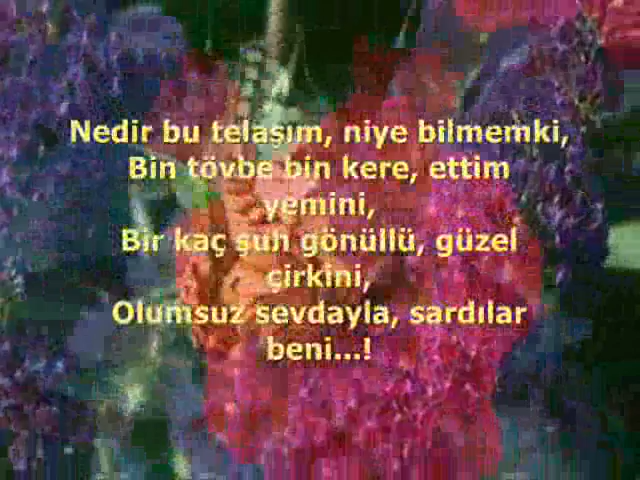 Nedir bu telaşım, niye bilmemki,
Bin tövbe bin kere, ettim
yemini,
Bir kaç şuh gönüllü, güzel
çirkini,
Olumsuz sevdayla, sardılar
beni...!